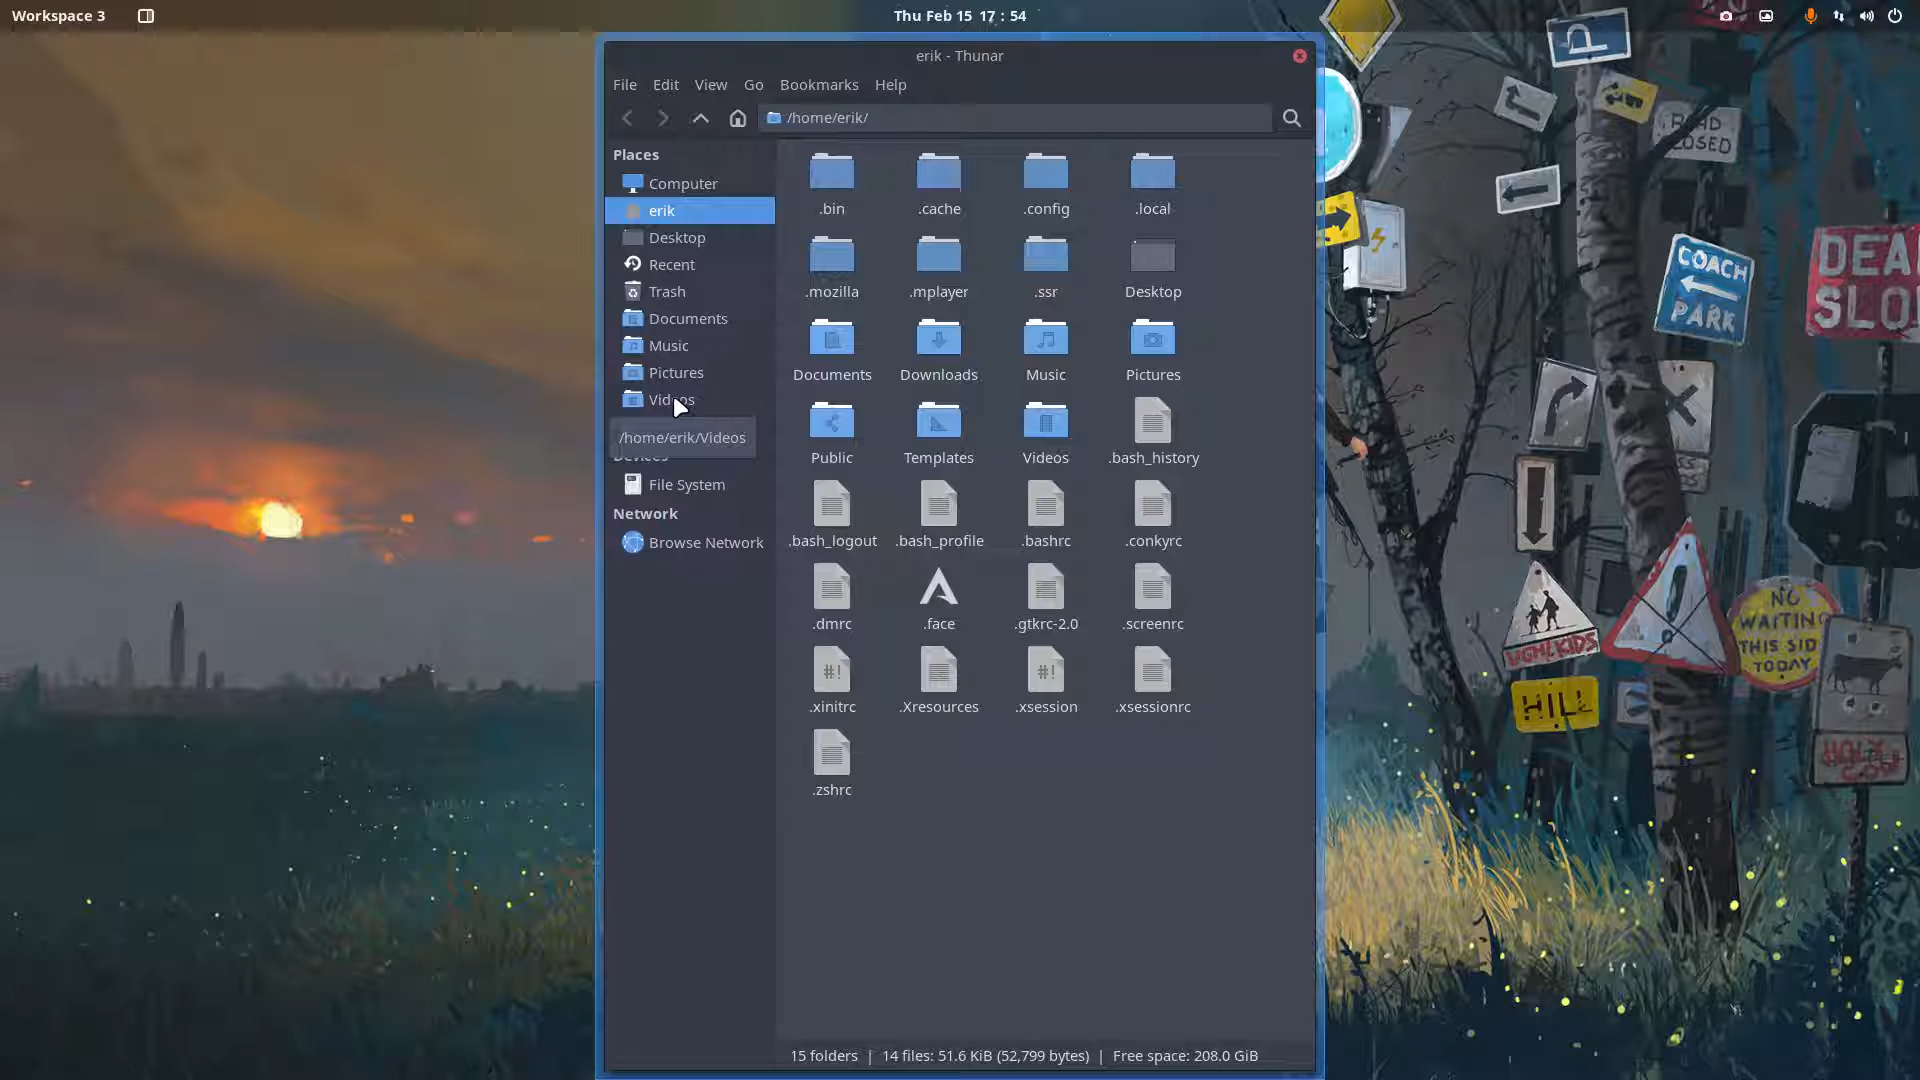 Workspace 3
Thu Feb 15 17 : 54
erik - Thunar
File Edit View Go Bookmarks Help
/home/erik/
Places
Computer
erik
Desktop
Recent
Trash
Documents
Music
Pictures
Videos
/home/erik/Videos
Devices
File System
Network
Browse Network
.bin .cache .config .local
.mozilla .mplayer .ssr Desktop
Documents Downloads Music Pictures
Public Templates Videos .bash_history
.bash_logout .bash_profile .bashrc .conkyrc
.dmrc .face .gtkrc-2.0 .screenrc
.xinitrc .Xresources .xsession .xsessionrc
.zshrc
15 folders | 14 files: 51.6 KiB (52,799 bytes) | Free space: 208.0 GiB
P
ROAD
CLOSED
COACH
PARK
DEA
SLO
UGHLKIDS
NO
WAITING
THIS SID
TODAY
HILL